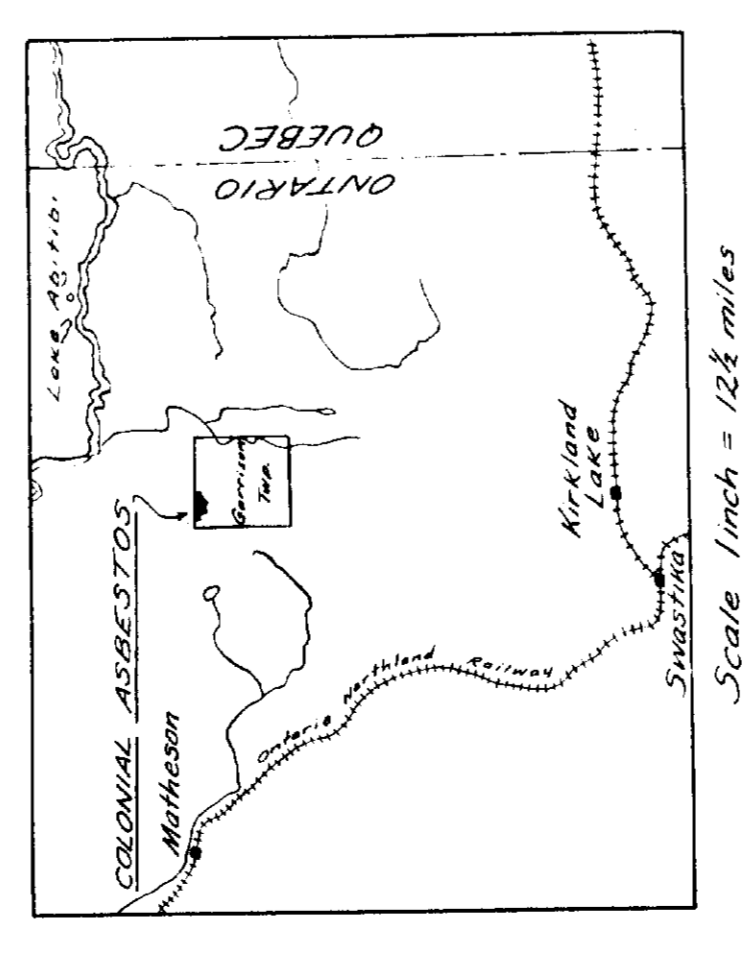 Lake Abitibi
QUEBEC
ONTARIO
COLONIAL ASBESTOS
Garrison
Twp.
Matheson
Ontario Northland Railway
Kirkland
Lake
Swastika
Scale 1 inch = 12½ miles